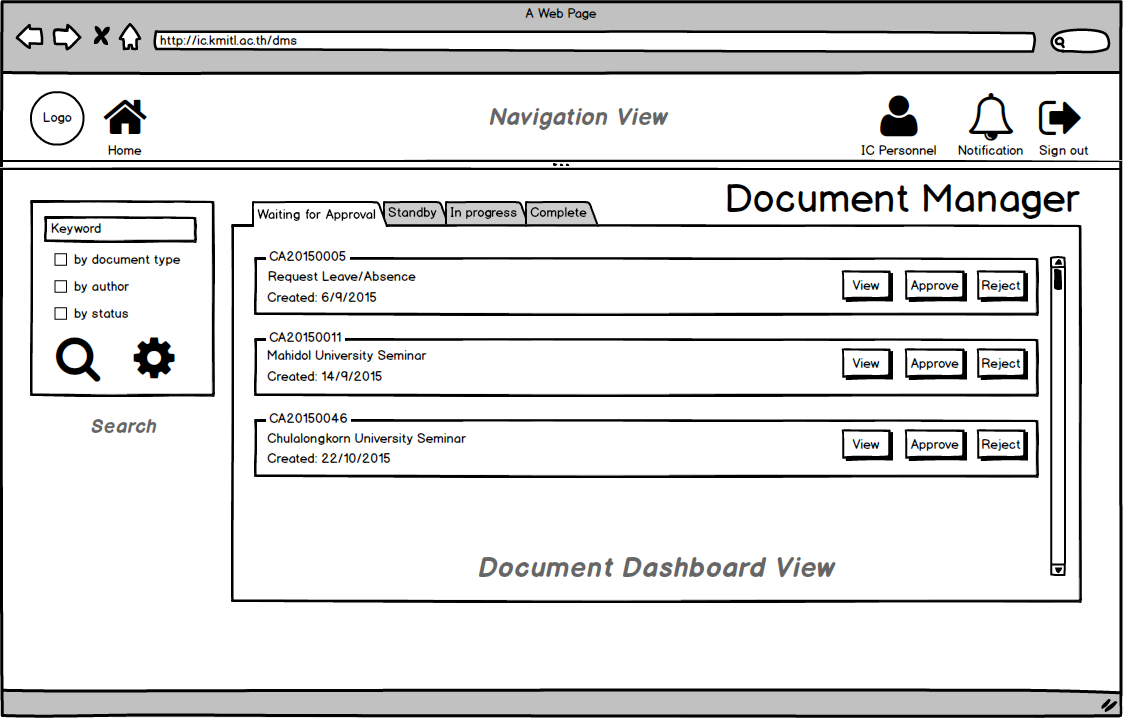 A Web Page
http://ic.kmitl.ac.th/dms
Logo
Home
Navigation View
IC Personnel
Notification
Sign out
Document Manager
Keyword
by document type
by author
by status
Search
Waiting for Approval
Standby
In progress
Complete
CA20150005
Request Leave/Absence
Created: 6/9/2015
View
Approve
Reject
CA20150011
Mahidol University Seminar
Created: 14/9/2015
View
Approve
Reject
CA20150046
Chulalongkorn University Seminar
Created: 22/10/2015
View
Approve
Reject
Document Dashboard View